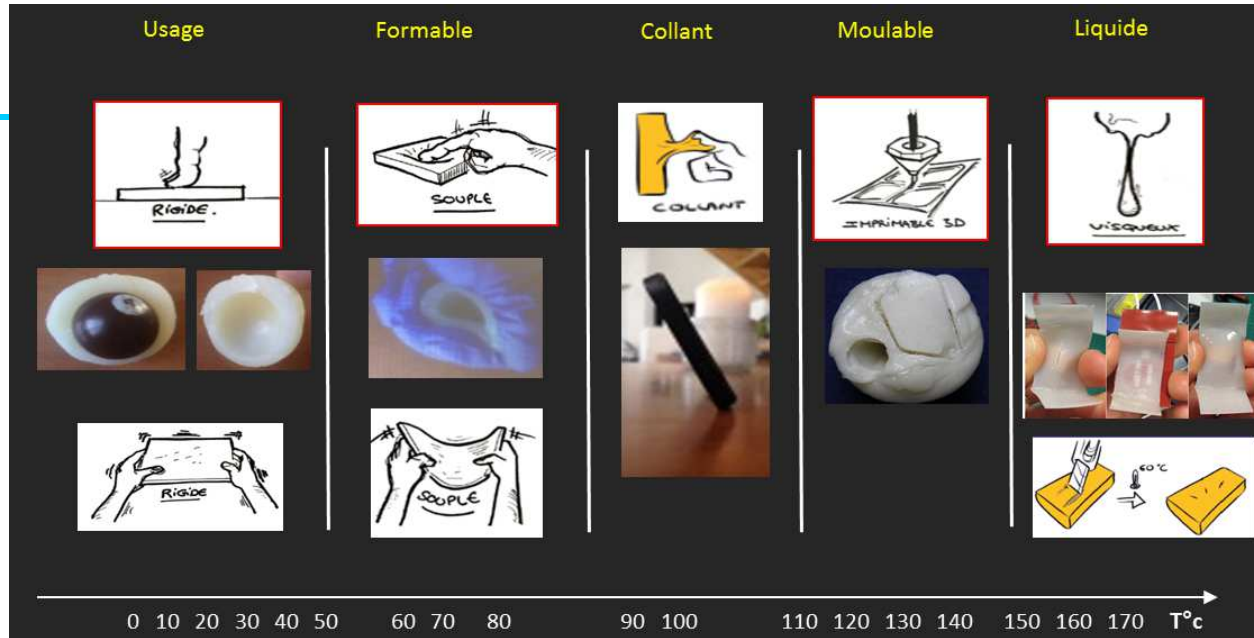 Usage
Formable
Collant
Moulable
Liquide
RIGIDE.
SOUPLE
COLLANT
IMPRIMABLE 3D
VISQUEUX
RIGIDE
SOUPLE
60°C
0 10 20 30 40 50 60 70 80 90 100 110 120 130 140 150 160 170 T°c